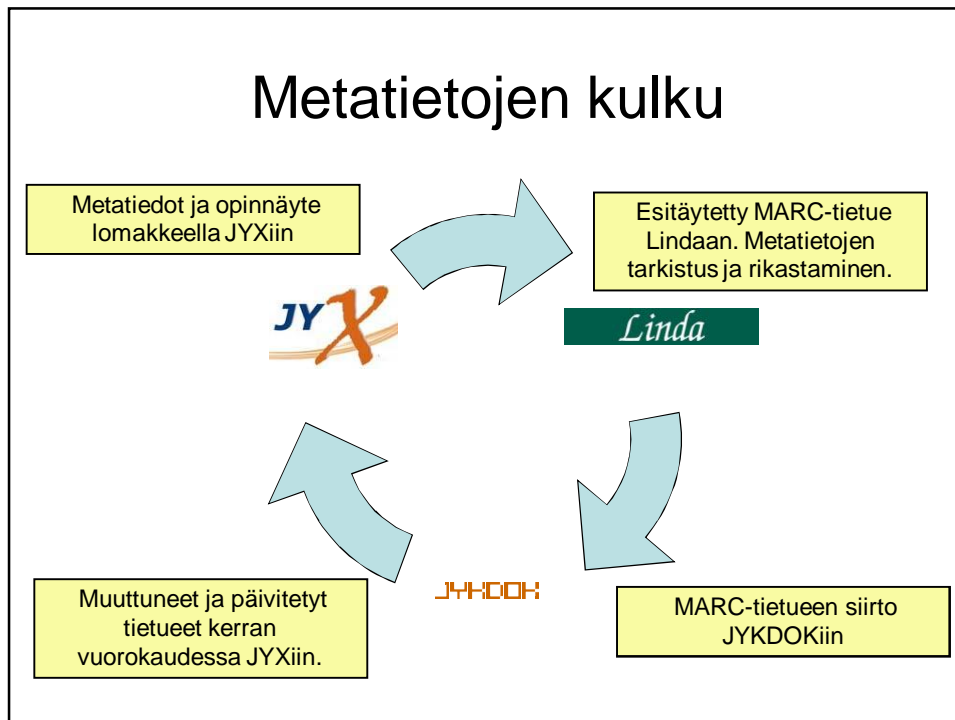 Metatietojen kulku
Metatiedot ja opinnäyte
lomakkeella JYXiin
Esitäytetty MARC-tietue
Lindaan. Metatietojen
tarkistus ja rikastaminen.
JYX
Linda
JYKDOK
Muuttuneet ja päivitetyt
tietueet kerran
vuorokaudessa JYXiin.
MARC-tietueen siirto
JYKDOKiin